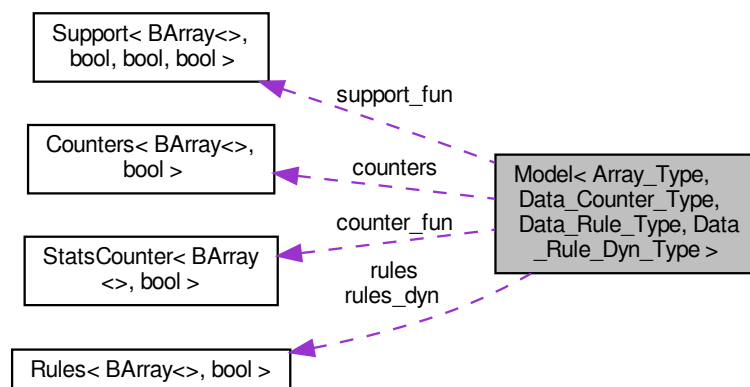 Support< BArray<>,
bool, bool, bool >
support_fun
Counters< BArray<>,
bool >
counters
Model< Array_Type,
Data_Counter_Type,
Data_Rule_Type, Data
_Rule_Dyn_Type >
counter_fun
StatsCounter< BArray
<>, bool >
rules
rules_dyn
Rules< BArray<>, bool >